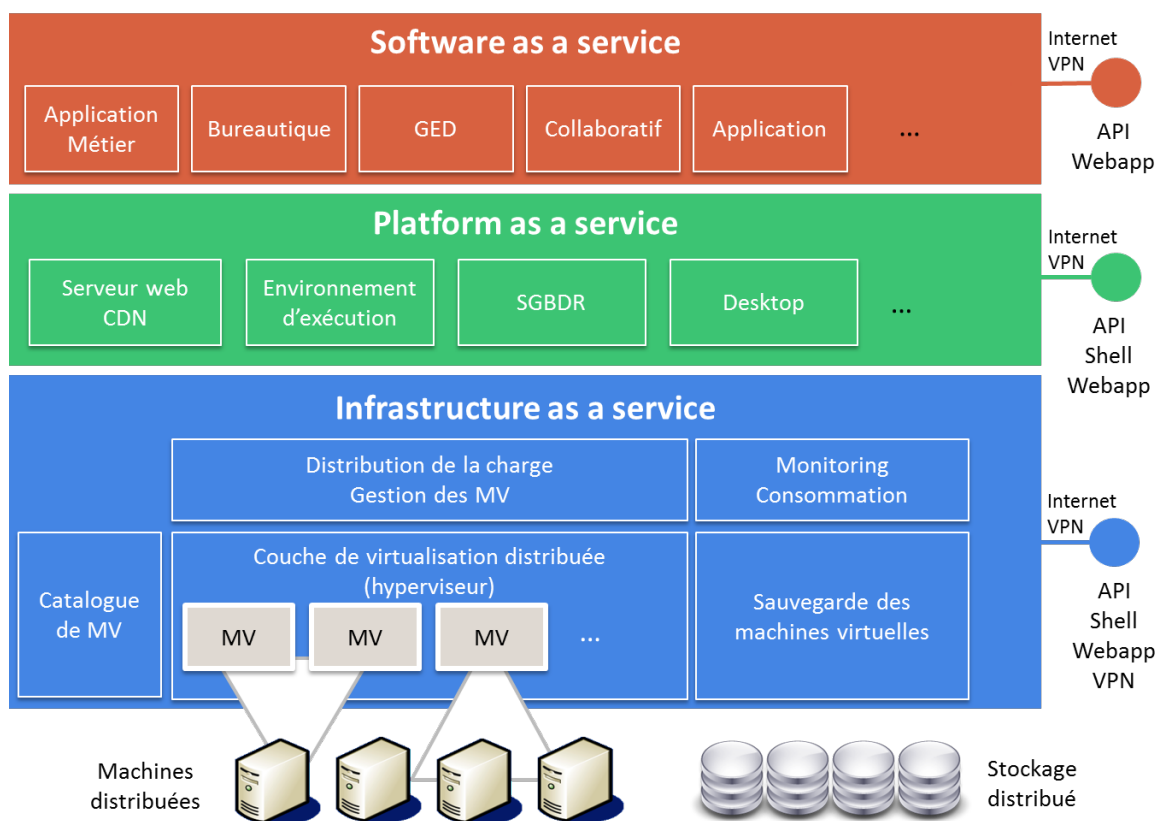 Software as a service
Internet
VPN
Application
Métier
Bureautique
GED
Collaboratif
Application
...
API
Webapp
Platform as a service
Internet
VPN
Serveur web
CDN
Environnement
d'exécution
SGBDR
Desktop
...
API
Shell
Webapp
Infrastructure as a service
Distribution de la charge
Gestion des MV
Monitoring
Consommation
Internet
VPN
Catalogue
de MV
Couche de virtualisation distribuée
(hyperviseur)
MV
MV
MV
...
Sauvegarde des
machines virtuelles
API
Shell
Webapp
VPN
Machines
distribuées
Stockage
distribué